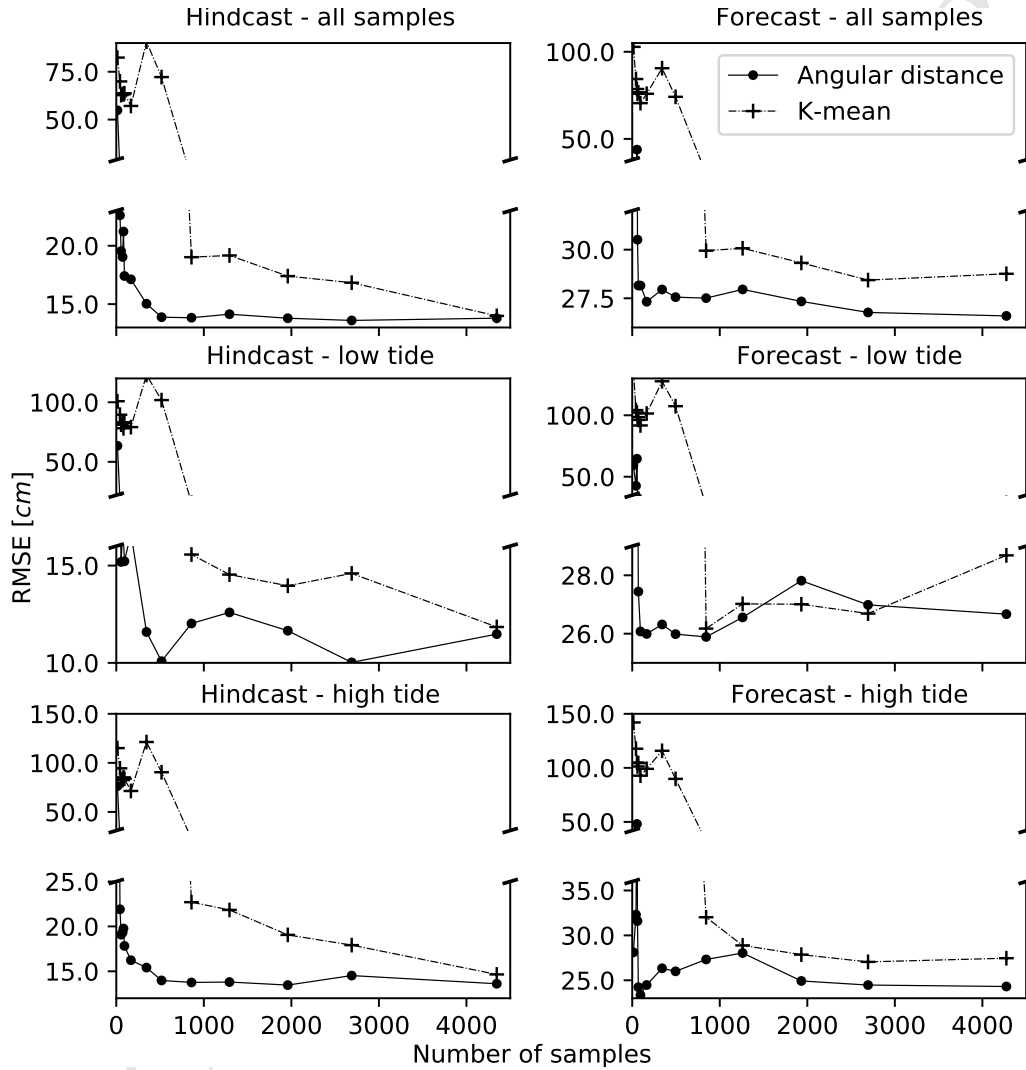 Hindcast - all samples
Forecast - all samples
75.0
50.0
20.0
15.0
100.0
50.0
30.0
27.5
Angular distance
K-mean
Hindcast - low tide
Forecast - low tide
100.0
50.0
15.0
10.0
100.0
50.0
28.0
26.0
RMSE [cm]
Hindcast - high tide
Forecast - high tide
150.0
100.0
50.0
25.0
20.0
15.0
150.0
100.0
50.0
35.0
30.0
25.0
0 1000 2000 3000 4000
0 1000 2000 3000 4000
Number of samples